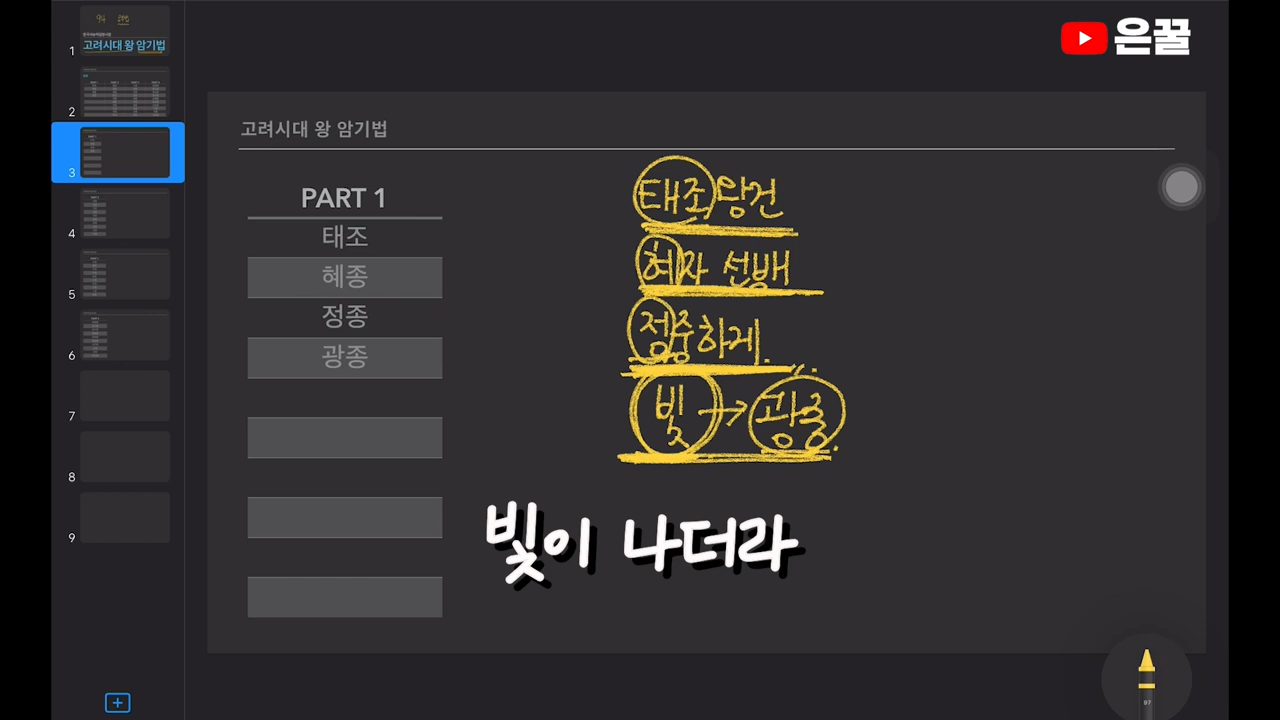 은꿀
고려시대 왕 암기법
1
2
3
4
5
6
7
8
9
고려시대 왕 암기법
PART 1
태조
혜종
정종
광종
태조왕건
혜자 선배
정중하게..
빛→광종
빛이 나더라
97